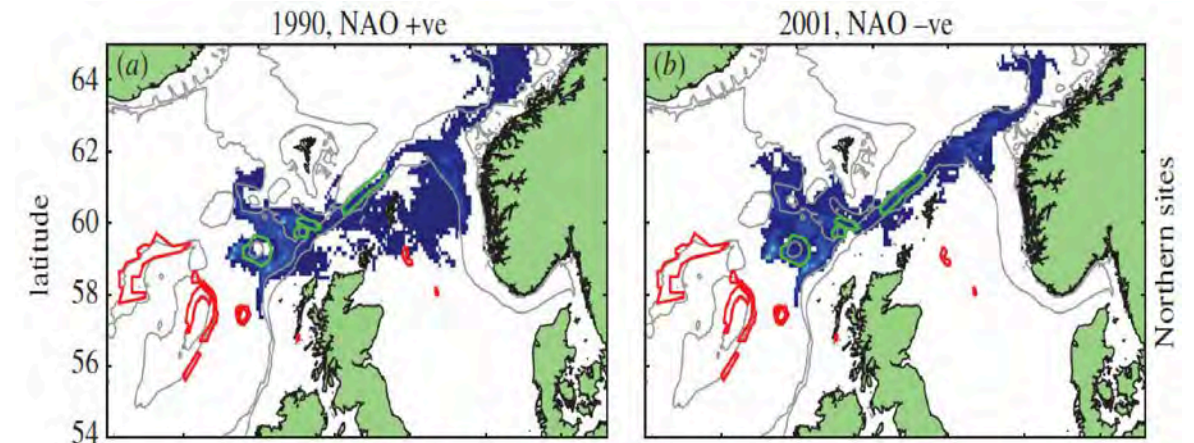 1990, NAO +ve
2001, NAO –ve
(a)
(b)
64
62
60
58
56
54
latitude
Northern sites